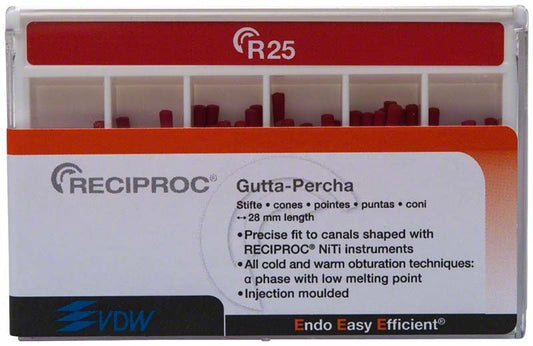 R25
RECIPROC®
Gutta-Percha
Stifte • cones • pointes • puntas • coni
↔ 28 mm length
• Precise fit to canals shaped with
RECIPROC® NiTi instruments
• All cold and warm obturation techniques:
α phase with low melting point
• Injection moulded
VDW
Endo Easy Efficient®